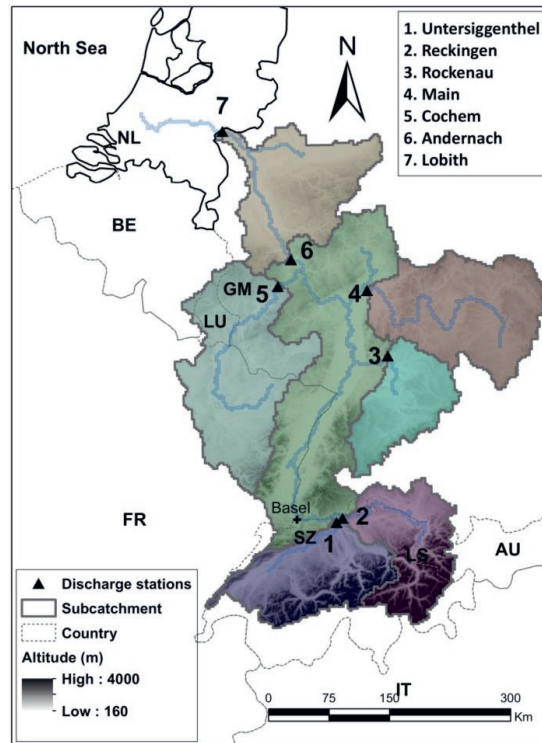 North Sea
N
1. Untersiggenthel
2. Reckingen
3. Rockenau
4. Main
5. Cochem
6. Andernach
7. Lobith
7
NL
BE
6
GM
5
4
LU
3
Basel
2
FR
SZ
1
LS
AU
Discharge stations
Subcatchment
Country
Altitude (m)
High : 4000
Low : 160
IT
0 75 150 300
Km